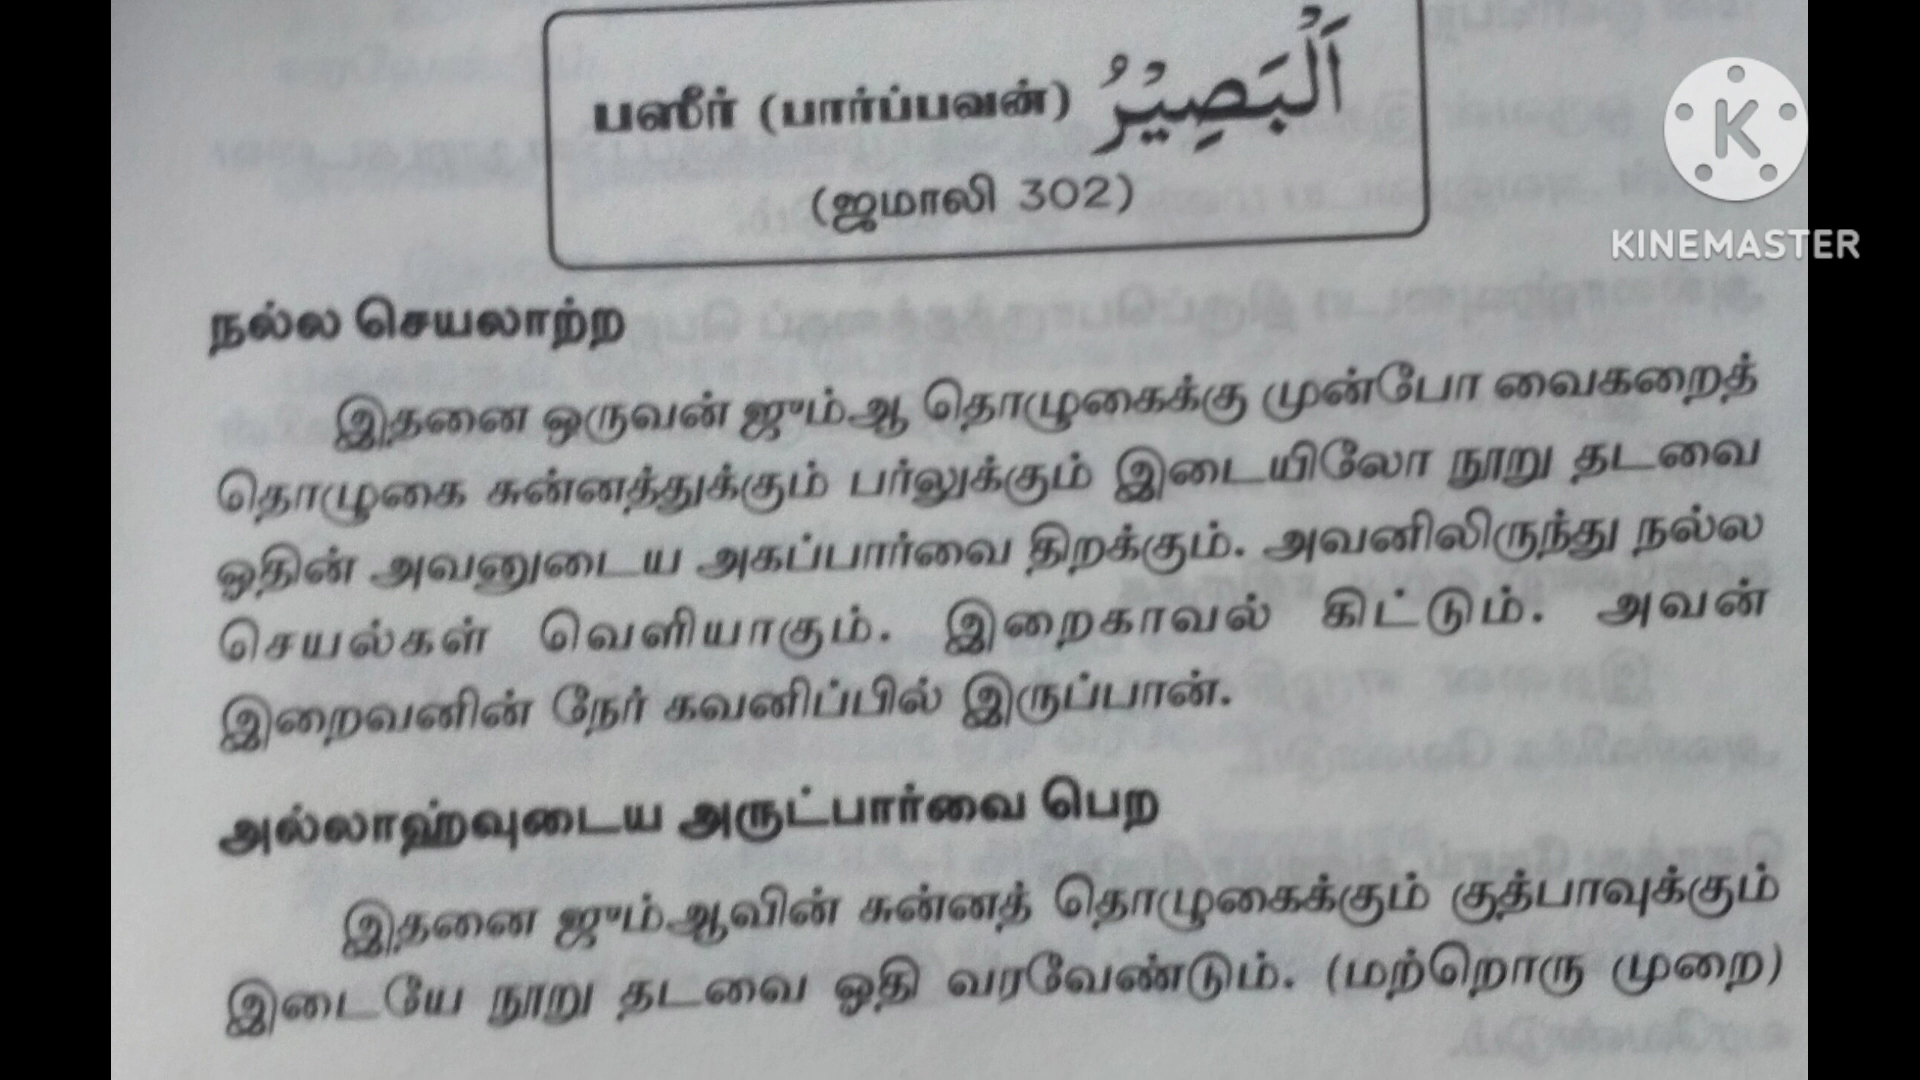 பஸீர் (பார்ப்பவன்) اَلْبَصِيْرُ
(ஜமாலி 302)
KINEMASTER
நல்ல செயலாற்ற
இதனை ஒருவன் ஜும்ஆ தொழுகைக்கு முன்போ வைகறைத்
தொழுகை சுன்னத்துக்கும் பர்லுக்கும் இடையிலோ நூறு தடவை
ஓதின் அவனுடைய அகப்பார்வை திறக்கும். அவனிலிருந்து நல்ல
செயல்கள் வெளியாகும். இறைகாவல் கிட்டும். அவன்
இறைவனின் நேர் கவனிப்பில் இருப்பான்.
அல்லாஹ்வுடைய அருட்பார்வை பெற
இதனை ஜும்ஆவின் சுன்னத் தொழுகைக்கும் குத்பாவுக்கும்
இடையே நூறு தடவை ஓதி வரவேண்டும். (மற்றொரு முறை)